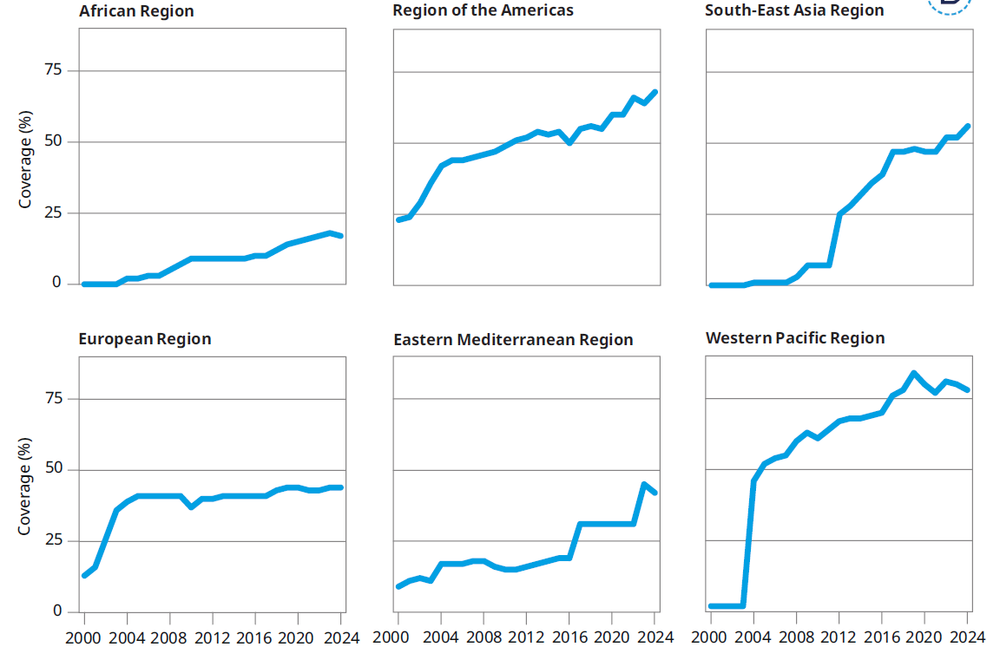 African Region
Region of the Americas
South-East Asia Region
Coverage (%)
75
50
25
0
European Region
Eastern Mediterranean Region
Western Pacific Region
Coverage (%)
75
50
25
0
2000 2004 2008 2012 2016 2020 2024
2000 2004 2008 2012 2016 2020 2024
2000 2004 2008 2012 2016 2020 2024